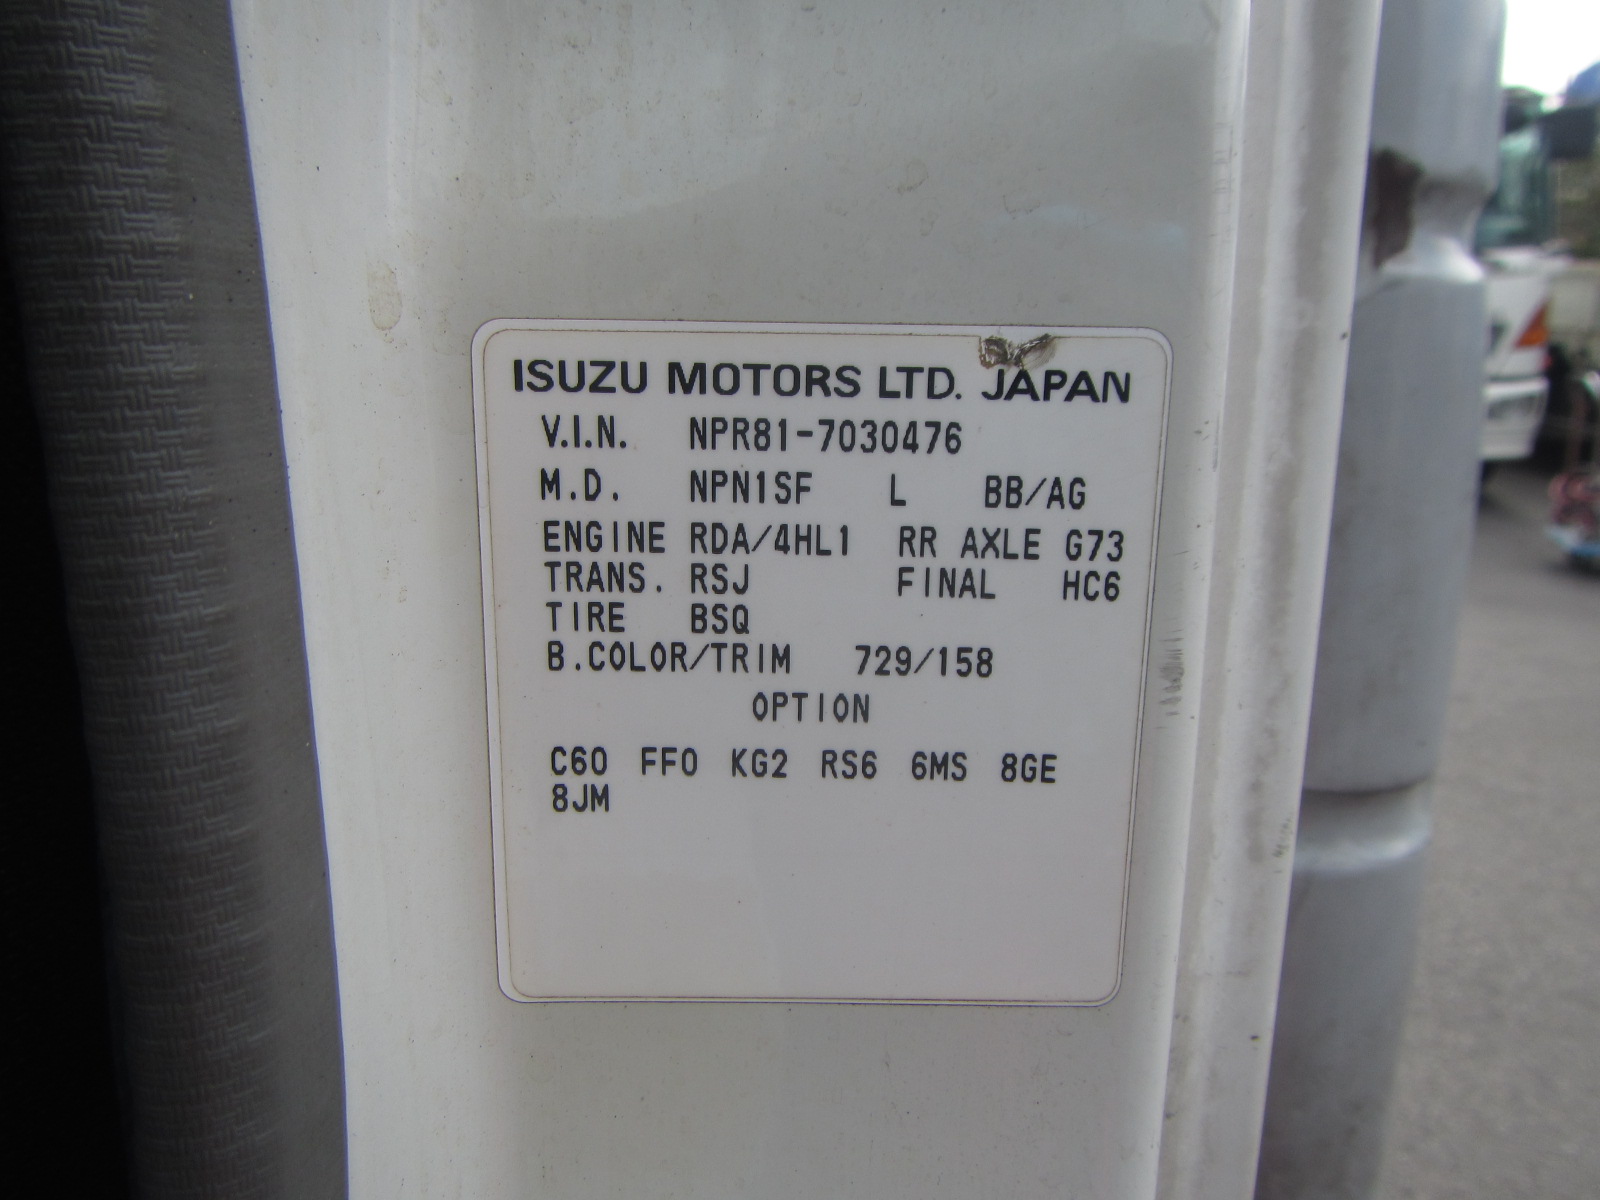 ISUZU MOTORS LTD. JAPAN
V.I.N. NPR81-7030476
M.D. NPN1SF L BB/AG
ENGINE RDA/4HL1 RR AXLE G73
TRANS. RSJ FINAL HC6
TIRE BSQ
B.COLOR/TRIM 729/158
OPTION
C60 FF0 KG2 RS6 6MS 8GE
8JM